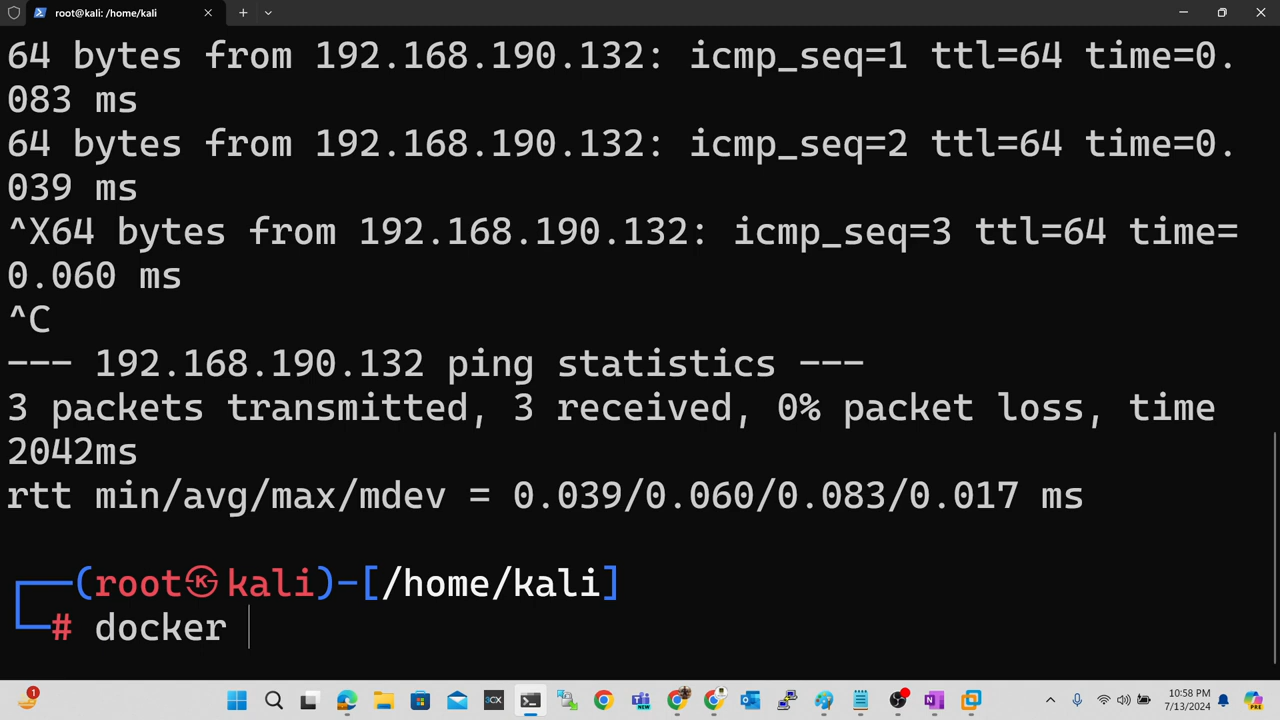 root@kali: /home/kali
64 bytes from 192.168.190.132: icmp_seq=1 ttl=64 time=0.
083 ms
64 bytes from 192.168.190.132: icmp_seq=2 ttl=64 time=0.
039 ms
^X64 bytes from 192.168.190.132: icmp_seq=3 ttl=64 time=
0.060 ms
^C
--- 192.168.190.132 ping statistics ---
3 packets transmitted, 3 received, 0% packet loss, time
2042ms
rtt min/avg/max/mdev = 0.039/0.060/0.083/0.017 ms
┌──(root㉿kali)-[/home/kali]
└─# docker
1
NEW
3CX
10:58 PM
7/13/2024
PRE